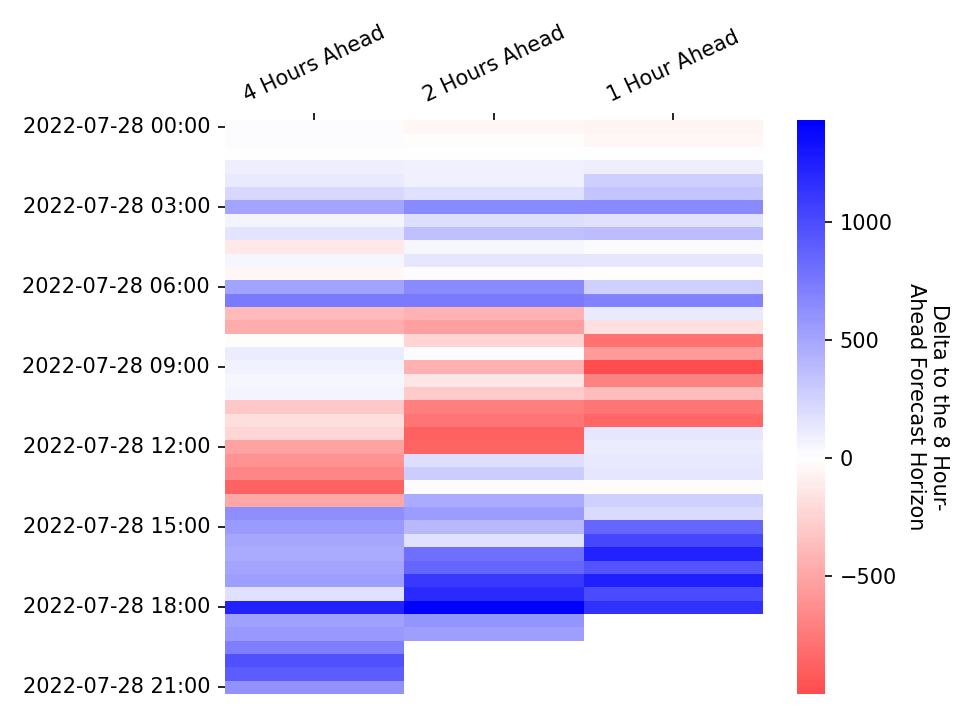 4 Hours Ahead
2 Hours Ahead
1 Hour Ahead
2022-07-28 00:00
2022-07-28 03:00
2022-07-28 06:00
2022-07-28 09:00
2022-07-28 12:00
2022-07-28 15:00
2022-07-28 18:00
2022-07-28 21:00
1000
500
0
−500
Delta to the 8 Hour-
Ahead Forecast Horizon